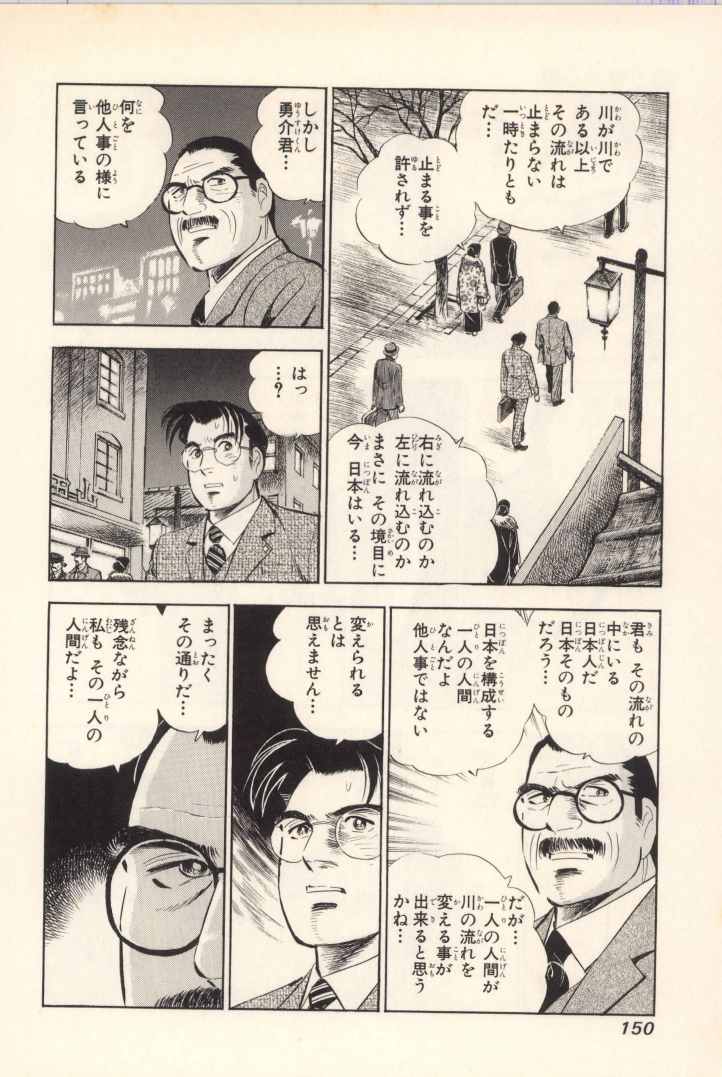 川が川で
ある以上
その流れは
止まらない
一時たりとも
だ…
止まる事を
許されず…
右に流れ込むのか
左に流れ込むのか
まさに その境目に
今 日本はいる…
しかし
勇介君…
何を
他人事の様に
言っている
はっ
…?
君も その流れの
中にいる
日本人だ
日本そのもの
だろう…
日本を構成する
一人の人間
なんだよ
他人事ではない
だが…
一人の人間が
川の流れを
変える事が
出来ると思う
かね…
変えられる
とは
思えません…
まったく
その通りだ…
残念ながら
私も その一人の
人間だよ…
150